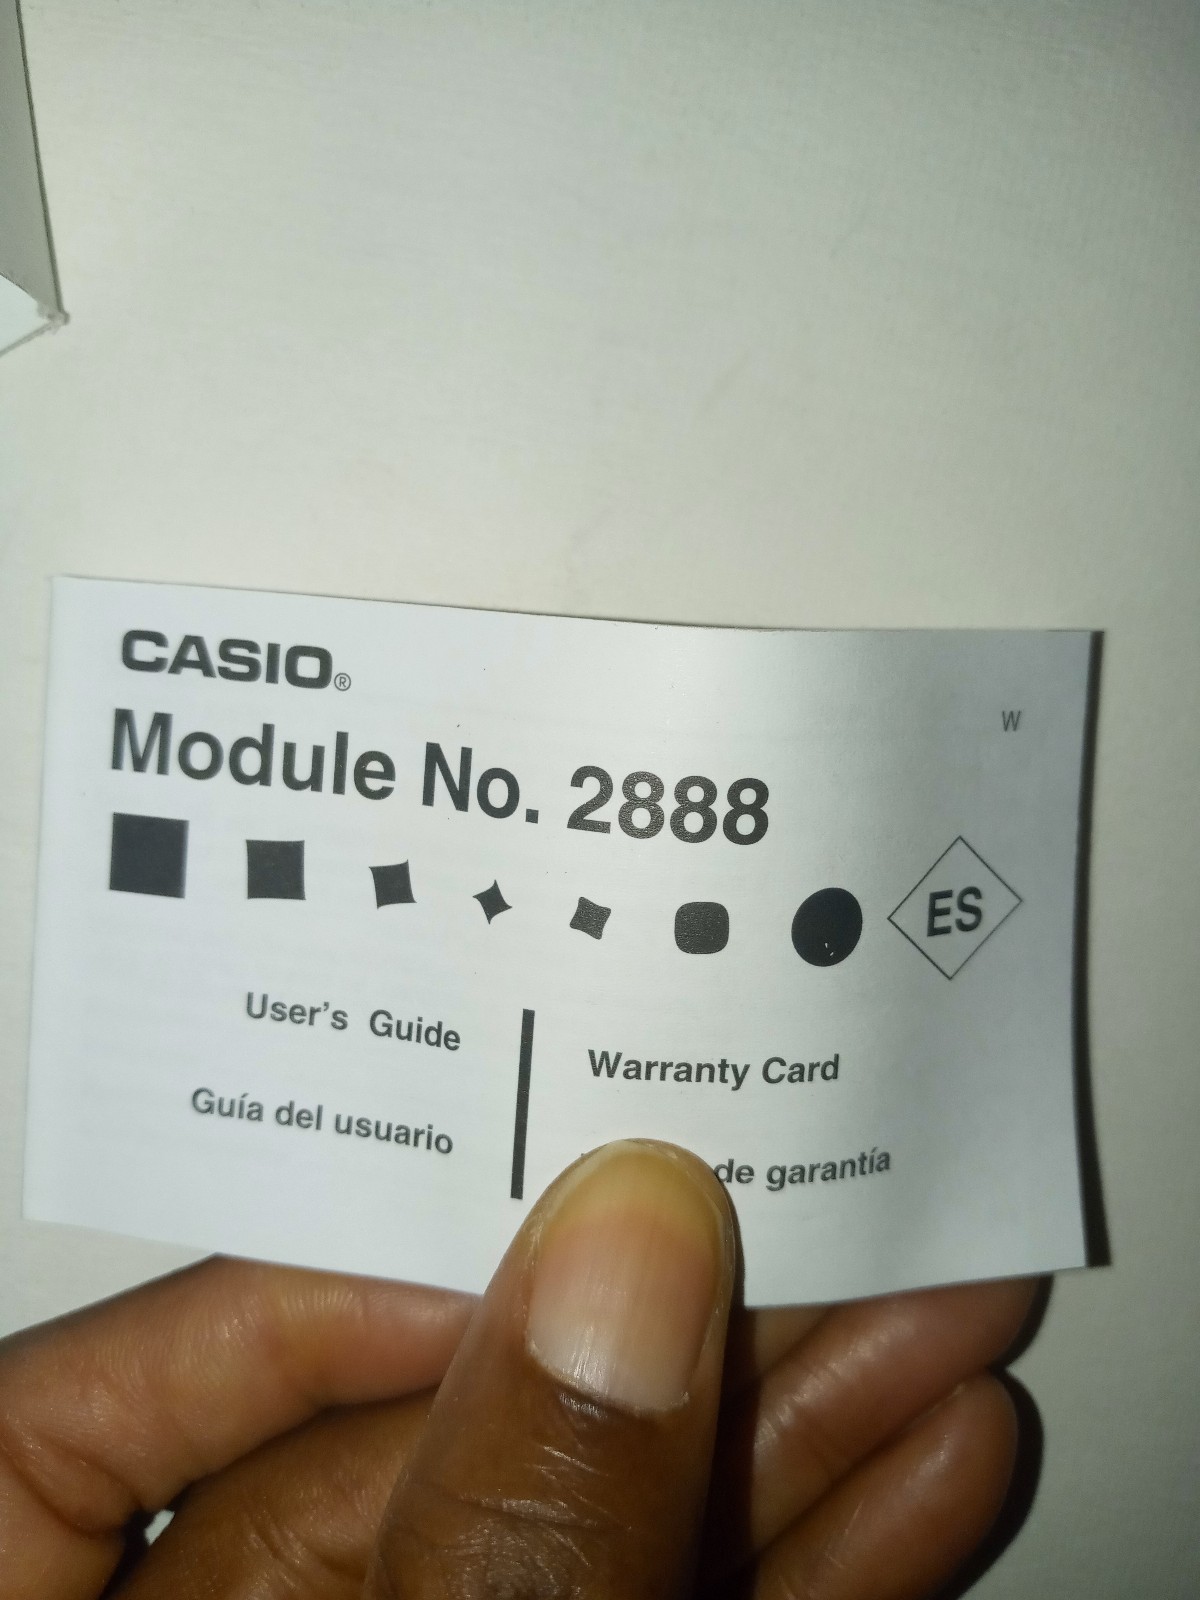 CASIO®
W
Module No. 2888
ES
User's Guide
Warranty Card
Guía del usuario
de garantía